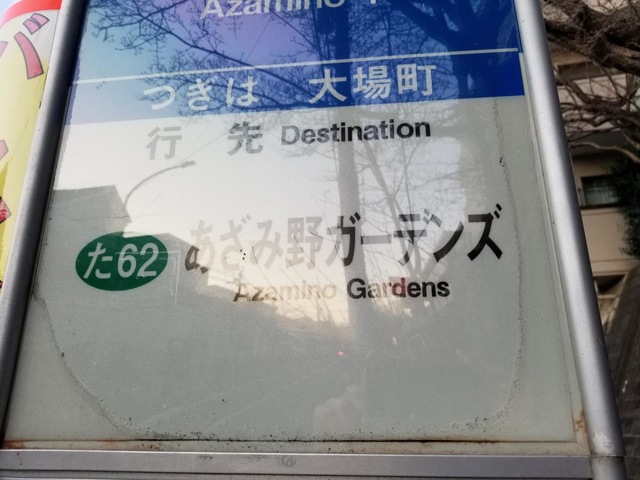 Azamino
つぎは 大場町
行先 Destination
た62 あざみ野ガーデンズ
Azamino Gardens